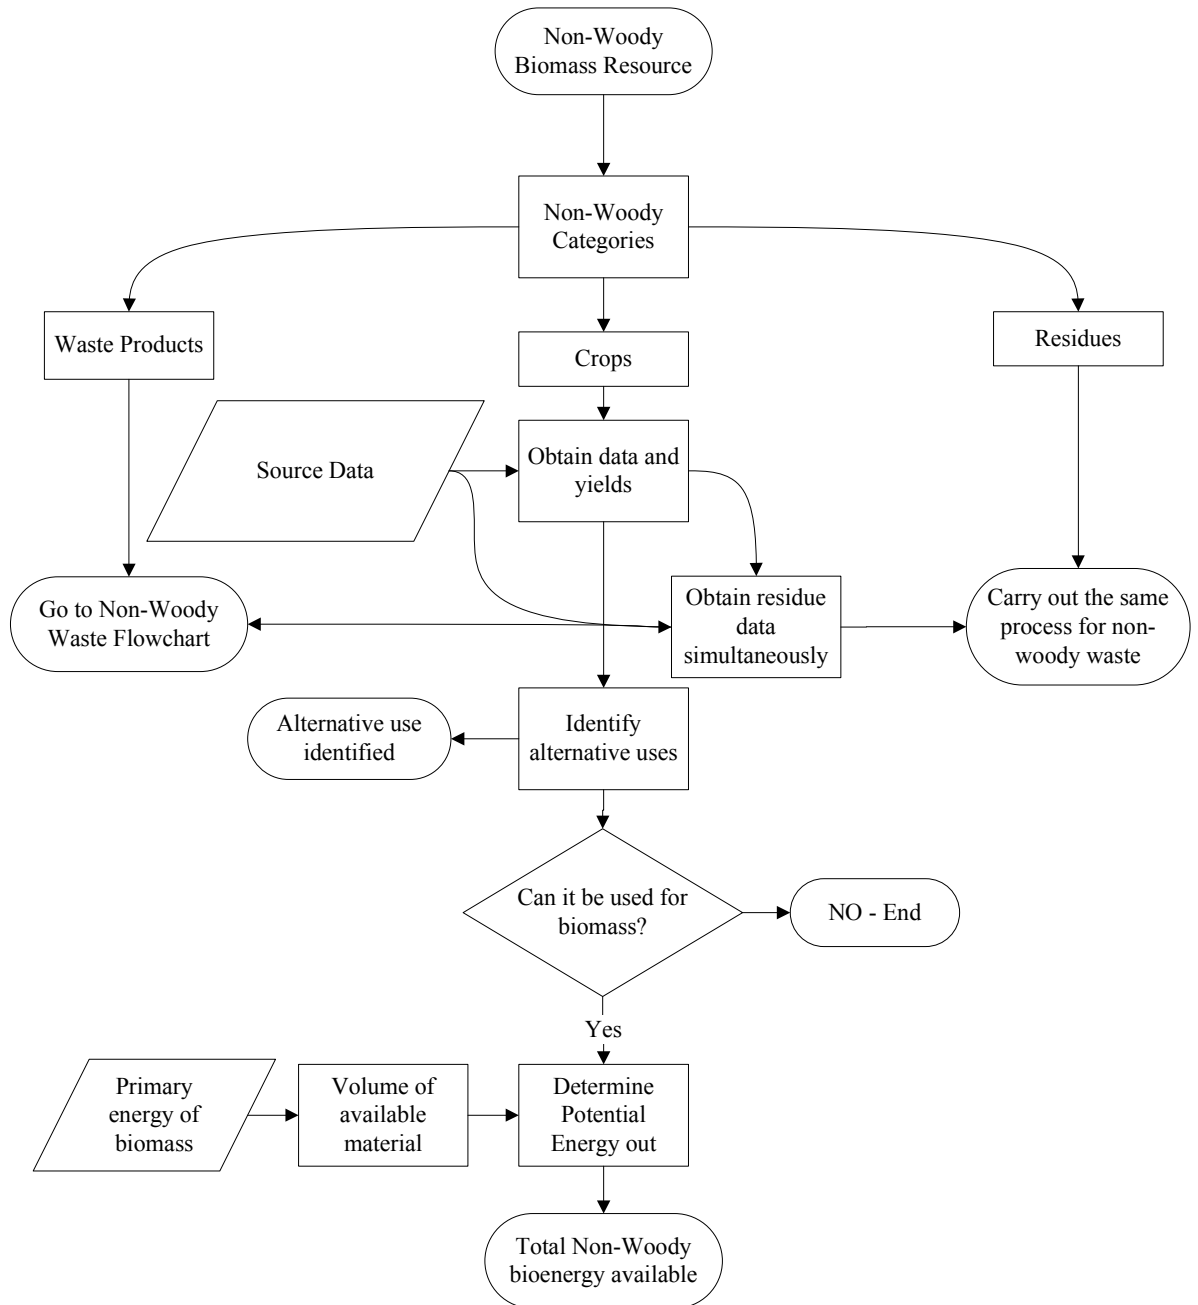 Non-Woody
Biomass Resource
Non-Woody
Categories
Waste Products
Crops
Residues
Source Data
Obtain data and
yields
Go to Non-Woody
Waste Flowchart
Obtain residue
data
simultaneously
Carry out the same
process for non-
woody waste
Alternative use
identified
Identify
alternative uses
Can it be used for
biomass?
NO - End
Yes
Primary
energy of
biomass
Volume of
available
material
Determine
Potential
Energy out
Total Non-Woody
bioenergy available